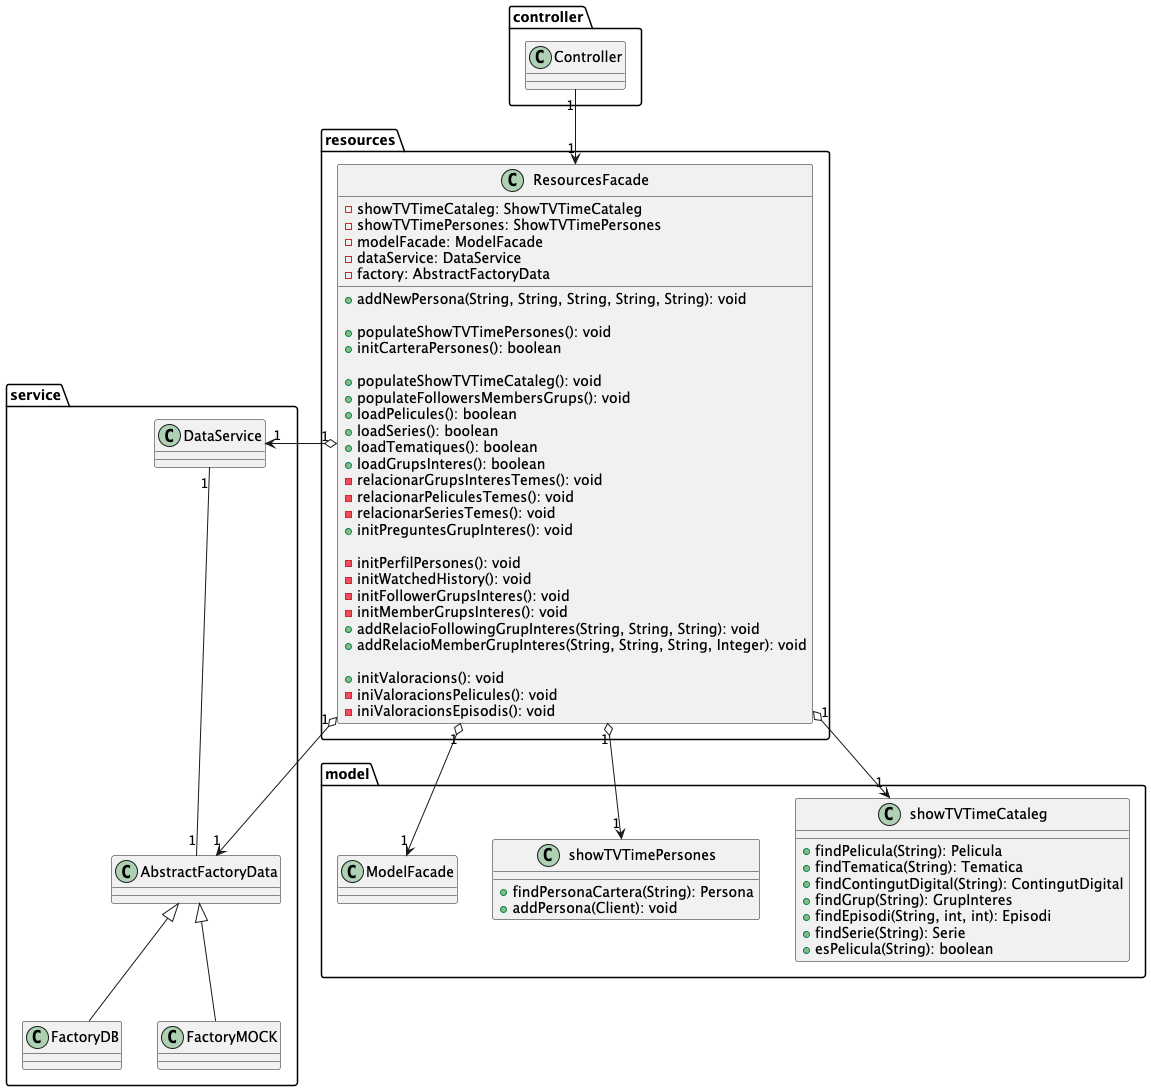 controller
C Controller
1
1
resources
C ResourcesFacade
showTVTimeCataleg: ShowTVTimeCataleg
showTVTimePersones: ShowTVTimePersones
modelFacade: ModelFacade
dataService: DataService
factory: AbstractFactoryData
addNewPersona(String, String, String, String, String): void
populateShowTVTimePersones(): void
initCarteraPersones(): boolean
populateShowTVTimeCataleg(): void
populateFollowersMembersGrups(): void
loadPelicules(): boolean
loadSeries(): boolean
loadTematiques(): boolean
loadGrupsInteres(): boolean
relacionarGrupsInteresTemes(): void
relacionarPeliculesTemes(): void
relacionarSeriesTemes(): void
initPreguntesGrupInteres(): void
initPerfilPersones(): void
initWatchedHistory(): void
initFollowerGrupsInteres(): void
initMemberGrupsInteres(): void
addRelacioFollowingGrupInteres(String, String, String): void
addRelacioMemberGrupInteres(String, String, String, Integer): void
initValoracions(): void
iniValoracionsPelicules(): void
iniValoracionsEpisodis(): void
service
C DataService
1 1
1
1 1 1 1
1 1
1 1 1 1
C AbstractFactoryData
C FactoryDB
C FactoryMOCK
model
C ModelFacade
C showTVTimePersones
findPersonaCartera(String): Persona
addPersona(Client): void
C showTVTimeCataleg
findPelicula(String): Pelicula
findTematica(String): Tematica
findContingutDigital(String): ContingutDigital
findGrup(String): GrupInteres
findEpisodi(String, int, int): Episodi
findSerie(String): Serie
esPelicula(String): boolean